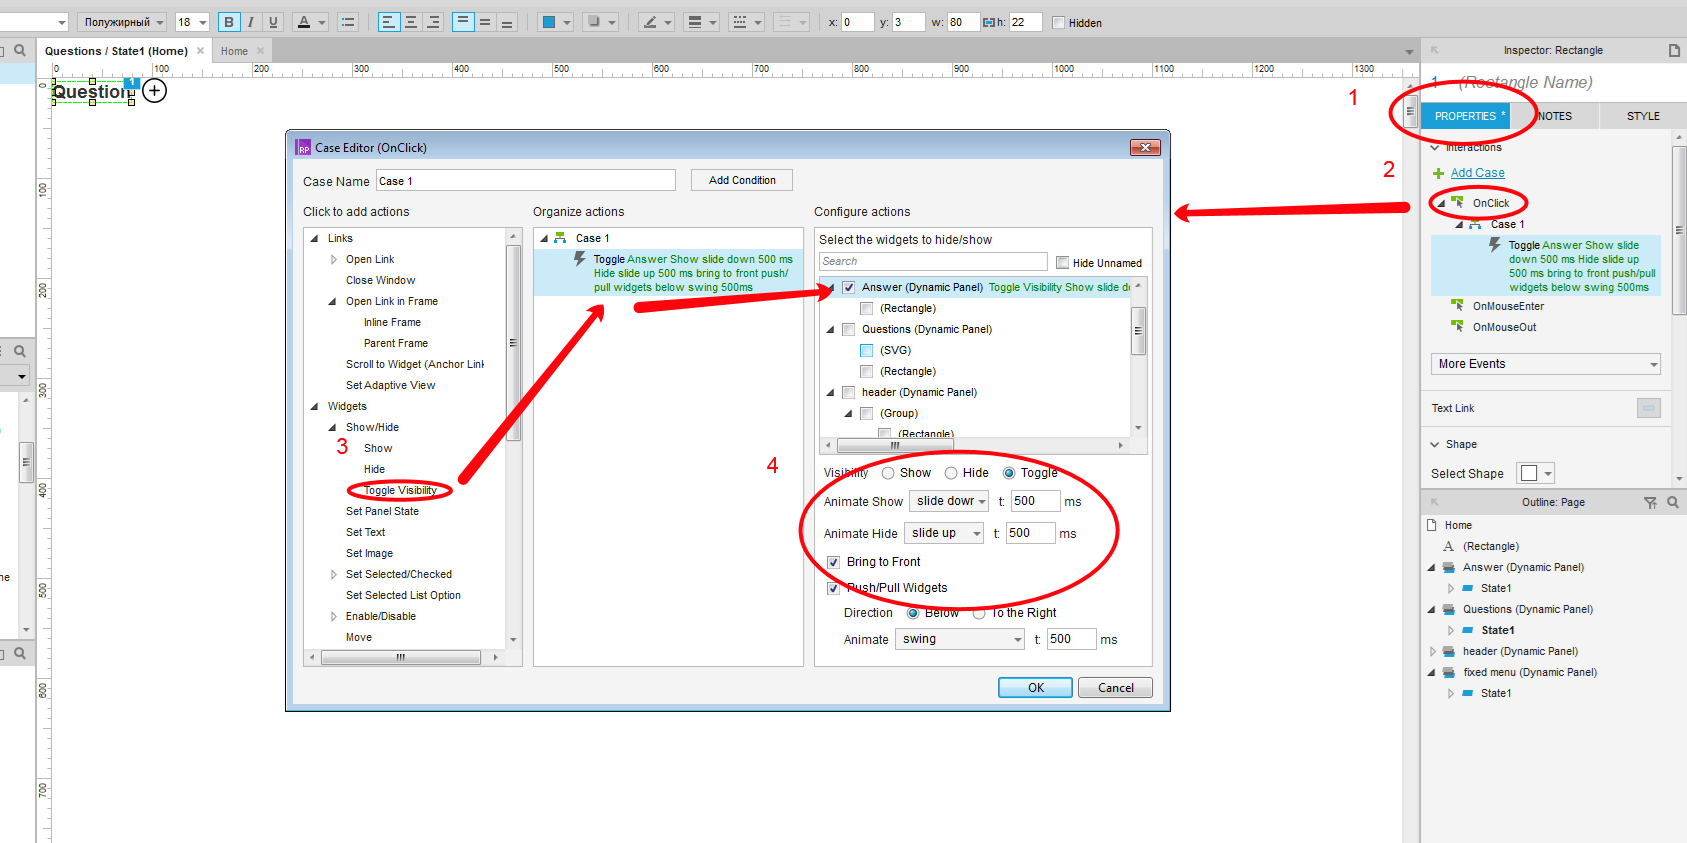 Полужирный
18
B
I
U
A
x: 0
y: 3
w: 80
h: 22
Hidden
Questions / State1 (Home)
Home
0
100
200
300
400
500
600
700
800
900
1000
1100
1200
1300
0
100
200
300
400
500
600
700
Question
1
Case Editor (OnClick)
RP
Case Name
Case 1
Add Condition
Click to add actions
Organize actions
Configure actions
Links
Open Link
Close Window
Open Link in Frame
Inline Frame
Parent Frame
Scroll to Widget (Anchor Link
Set Adaptive View
Widgets
Show/Hide
3
Show
Hide
Toggle Visibility
Set Panel State
Set Text
Set Image
Set Selected/Checked
Set Selected List Option
Enable/Disable
Move
Case 1
Toggle Answer Show slide down 500 ms
Hide slide up 500 ms bring to front push/
pull widgets below swing 500ms
Select the widgets to hide/show
Search
Hide Unnamed
Answer (Dynamic Panel) Toggle Visibility Show slide
(Rectangle)
Questions (Dynamic Panel)
(SVG)
(Rectangle)
header (Dynamic Panel)
(Group)
(Rectangle)
4
Visibility
Show
Hide
Toggle
Animate Show
slide down
t:
500
ms
Animate Hide
slide up
t:
500
ms
Bring to Front
Push/Pull Widgets
Direction
Below
To the Right
Animate
swing
t:
500
ms
OK
Cancel
Inspector: Rectangle
1
(Rectangle Name)
1
PROPERTIES *
NOTES
STYLE
Interactions
2
Add Case
OnClick
Case 1
Toggle Answer Show slide
down 500 ms Hide slide up
500 ms bring to front push/pull
widgets below swing 500ms
OnMouseEnter
OnMouseOut
More Events
Text Link
Shape
Select Shape
Outline: Page
Home
A
(Rectangle)
Answer (Dynamic Panel)
State1
Questions (Dynamic Panel)
State1
header (Dynamic Panel)
fixed menu (Dynamic Panel)
State1